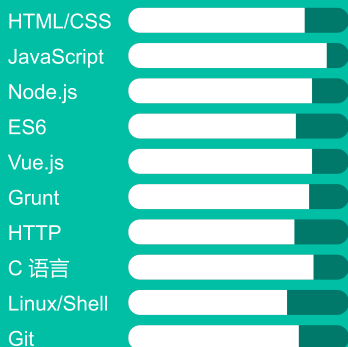 HTML/CSS
JavaScript
Node.js
ES6
Vue.js
Grunt
HTTP
C 语言
Linux/Shell
Git